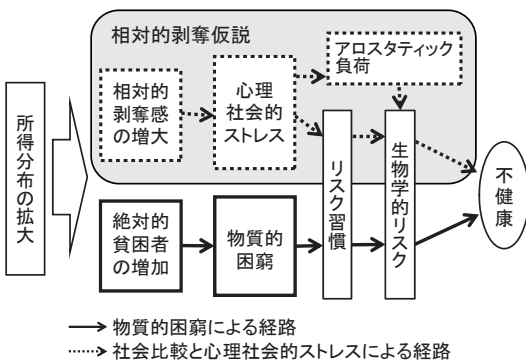 相対的剥奪仮説
アロスタティック
負荷
相対的
剥奪感
の増大
心理
社会的
ストレス
所得分布の拡大
リスク習慣
生物学的リスク
不健康
絶対的
貧困者
の増加
物質的
困窮
物質的困窮による経路
社会比較と心理社会的ストレスによる経路